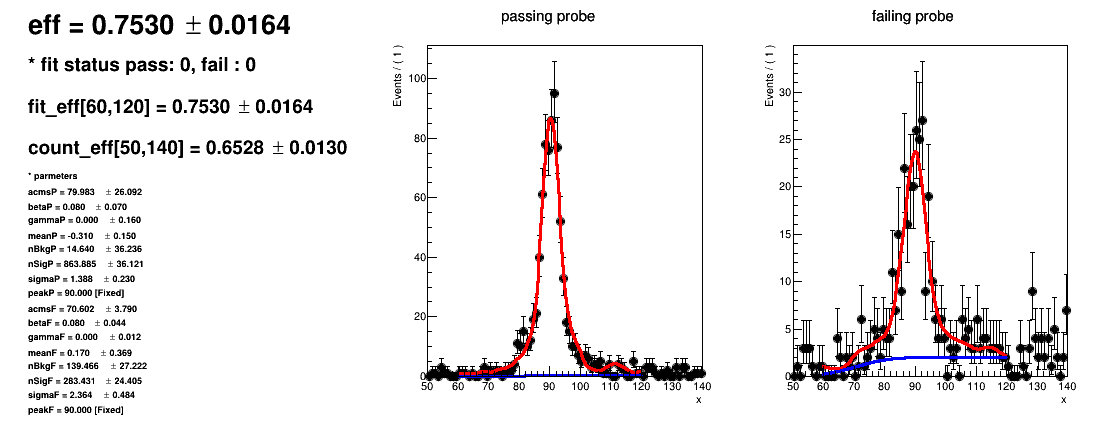 eff = 0.7530 ± 0.0164
* fit status pass: 0, fail : 0
fit_eff[60,120] = 0.7530 ± 0.0164
count_eff[50,140] = 0.6528 ± 0.0130
* parmeters
acmsP = 79.983 ± 26.092
betaP = 0.080 ± 0.070
gammaP = 0.000 ± 0.160
meanP = -0.310 ± 0.150
nBkgP = 14.640 ± 36.236
nSigP = 863.885 ± 36.121
sigmaP = 1.388 ± 0.230
peakP = 90.000 [Fixed]
acmsF = 70.602 ± 3.790
betaF = 0.080 ± 0.044
gammaF = 0.000 ± 0.012
meanF = 0.170 ± 0.369
nBkgF = 139.466 ± 27.222
nSigF = 283.431 ± 24.405
sigmaF = 2.364 ± 0.484
peakF = 90.000 [Fixed]
passing probe
Events / ( 1 )
100
80
60
40
20
0
50 60 70 80 90 100 110 120 130 140
x
failing probe
Events / ( 1 )
30
25
20
15
10
5
0
50 60 70 80 90 100 110 120 130 140
x